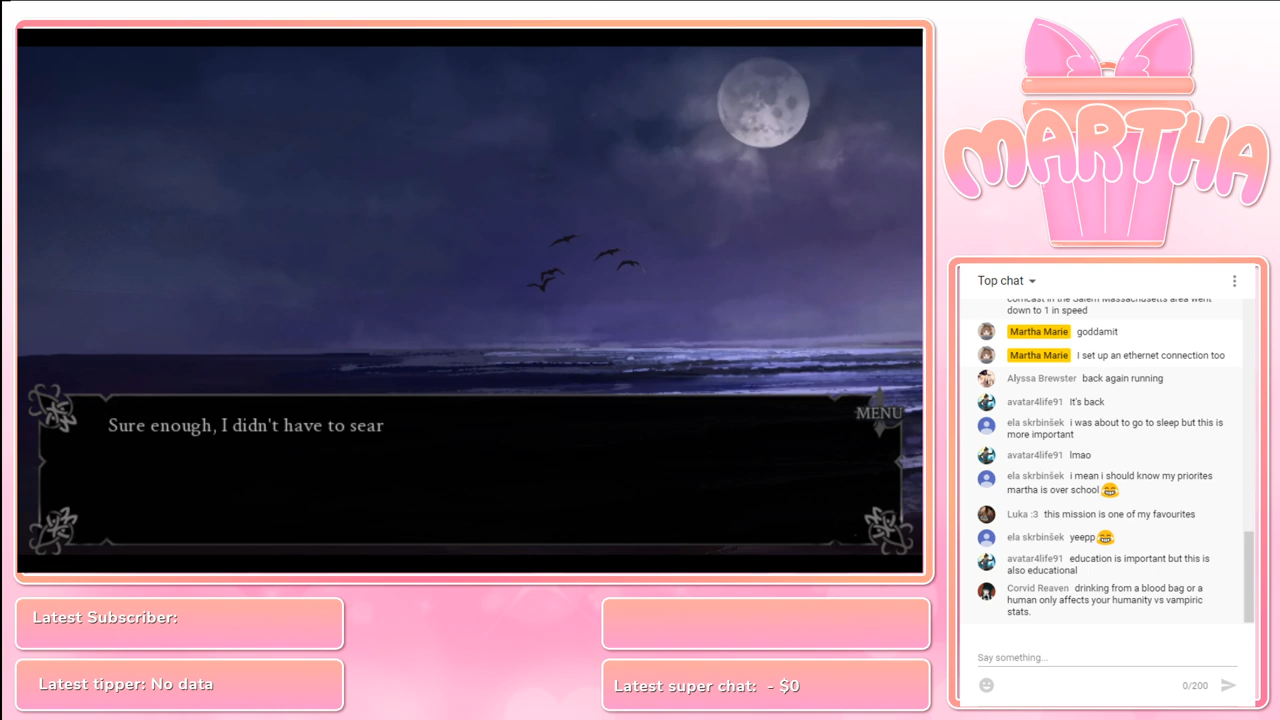 Sure enough, I didn't have to sear
MENU
MARTHA
Top chat
comcast in the Salem Massachusetts area went
down to 1 in speed
Martha Marie goddamit
Martha Marie I set up an ethernet connection too
Alyssa Brewster back again running
avatar4life91 It's back
ela skrbinšek i was about to go to sleep but this is
more important
avatar4life91 lmao
ela skrbinšek i mean i should know my priorites
martha is over school😂
Luka :3 this mission is one of my favourites
ela skrbinšek yeepp😂
avatar4life91 education is important but this is
also educational
Corvid Reaven drinking from a blood bag or a
human only affects your humanity vs vampiric
stats.
Say something...
0/200
Latest Subscriber:
Latest tipper: No data
Latest super chat: - $0